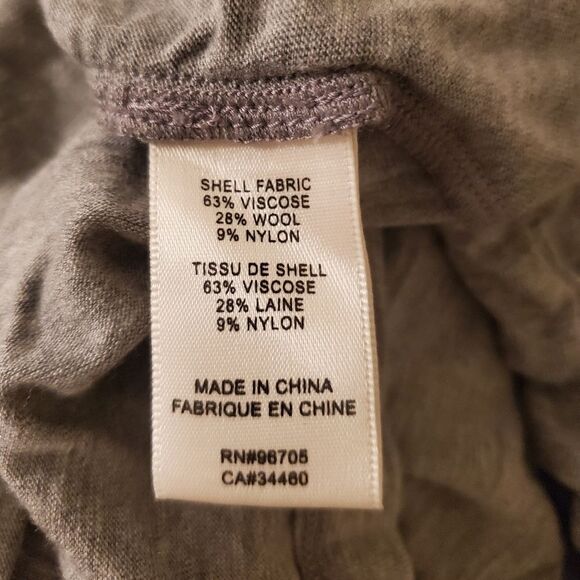 SHELL FABRIC
63% VISCOSE
28% WOOL
9% NYLON
TISSU DE SHELL
63% VISCOSE
28% LAINE
9% NYLON
MADE IN CHINA
FABRIQUE EN CHINE
RN#96705
CA#34460